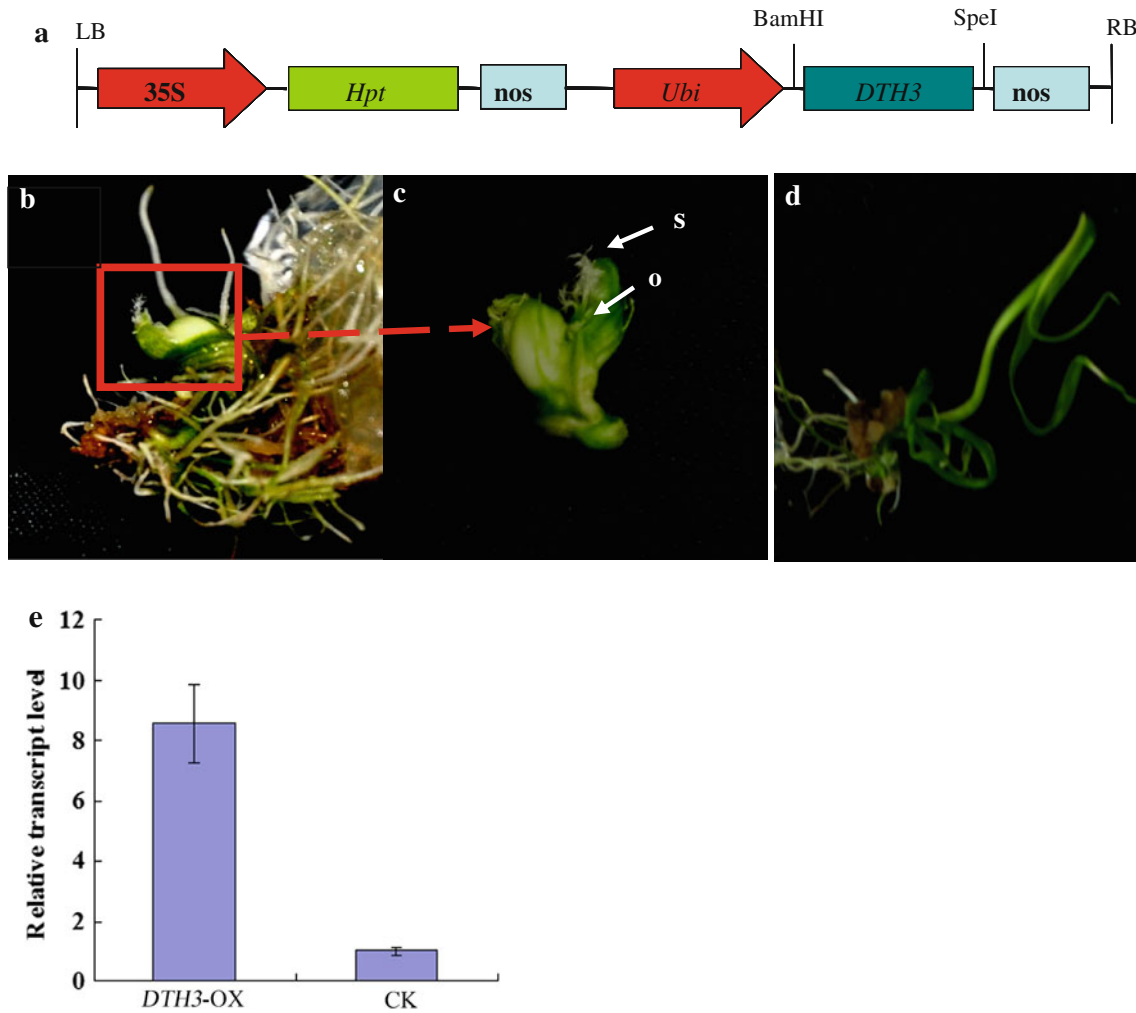 a LB BamHI SpeI RB
35S Hpt nos Ubi DTH3 nos
b c d
s
o
e
Relative transcript level
12
10
8
6
4
2
0
DTH3-OX CK